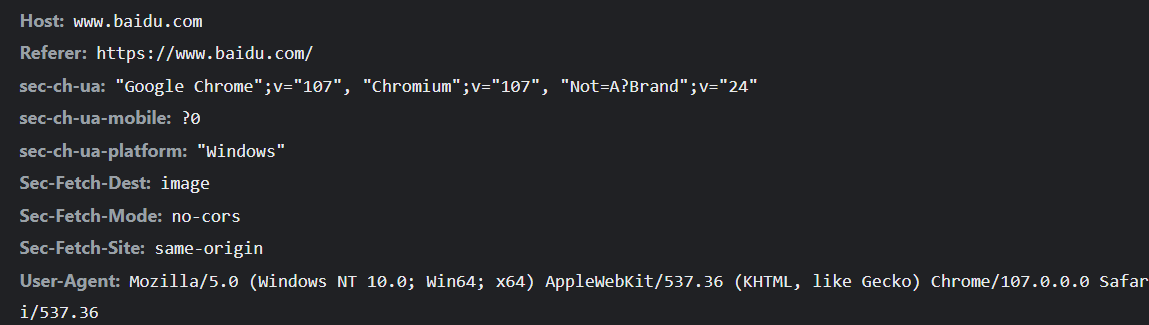 Host: www.baidu.com
Referer: https://www.baidu.com/
sec-ch-ua: "Google Chrome";v="107", "Chromium";v="107", "Not=A?Brand";v="24"
sec-ch-ua-mobile: ?0
sec-ch-ua-platform: "Windows"
Sec-Fetch-Dest: image
Sec-Fetch-Mode: no-cors
Sec-Fetch-Site: same-origin
User-Agent: Mozilla/5.0 (Windows NT 10.0; Win64; x64) AppleWebKit/537.36 (KHTML, like Gecko) Chrome/107.0.0.0 Safar
i/537.36